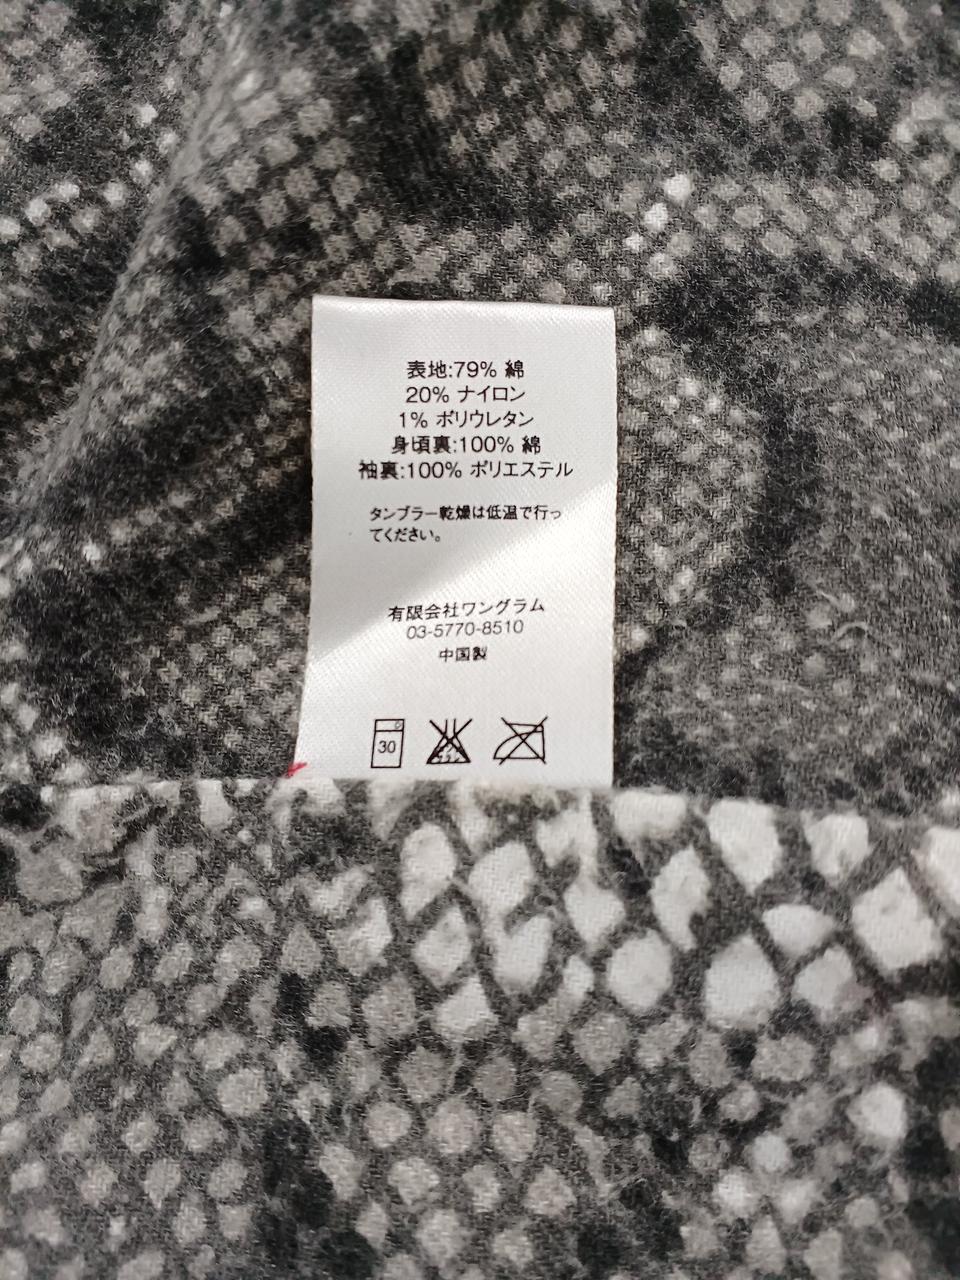 表地:79% 綿
20% ナイロン
1% ポリウレタン
身頃裏:100% 綿
袖裏:100% ポリエステル
タンブラー乾燥は低温で行っ
てください。
有限会社ワングラム
03-5770-8510
中国製
30